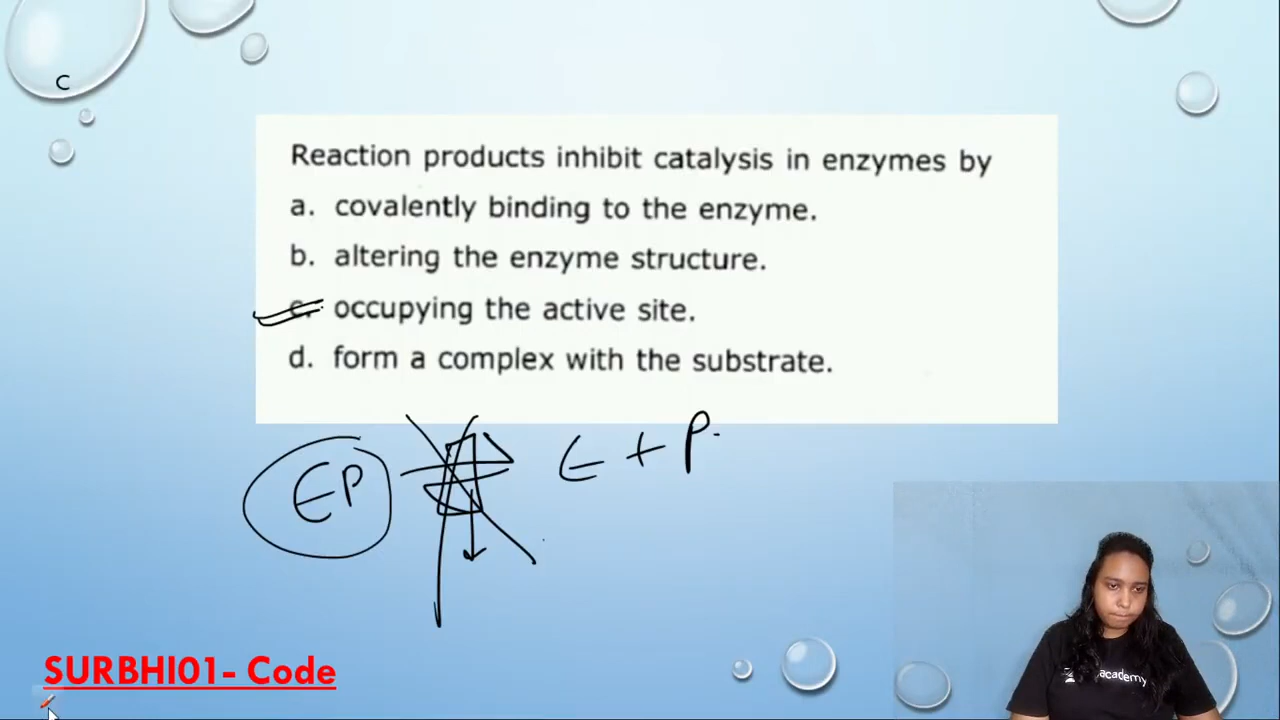 C
Reaction products inhibit catalysis in enzymes by
a. covalently binding to the enzyme.
b. altering the enzyme structure.
c. occupying the active site.
d. form a complex with the substrate.
EP E + P
SURBHI01- Code
academy